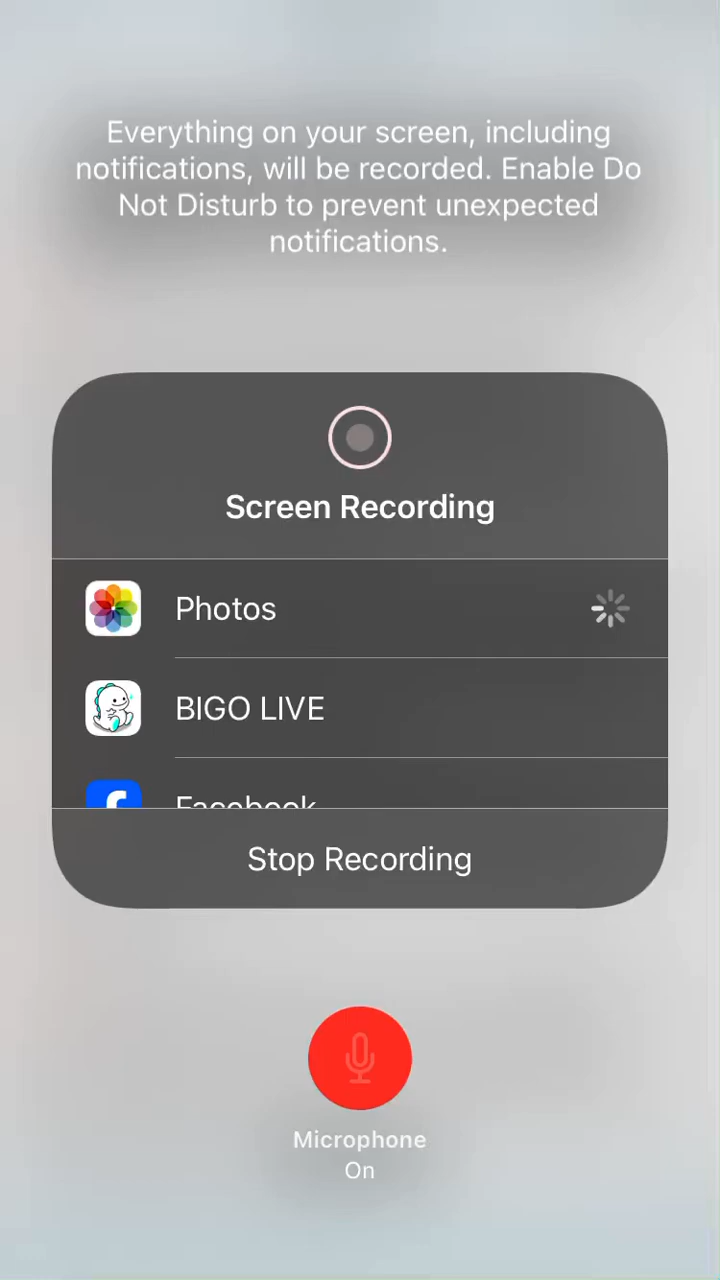 Everything on your screen, including
notifications, will be recorded. Enable Do
Not Disturb to prevent unexpected
notifications.
Screen Recording
Photos
BIGO LIVE
Facebook
Stop Recording
Microphone
On